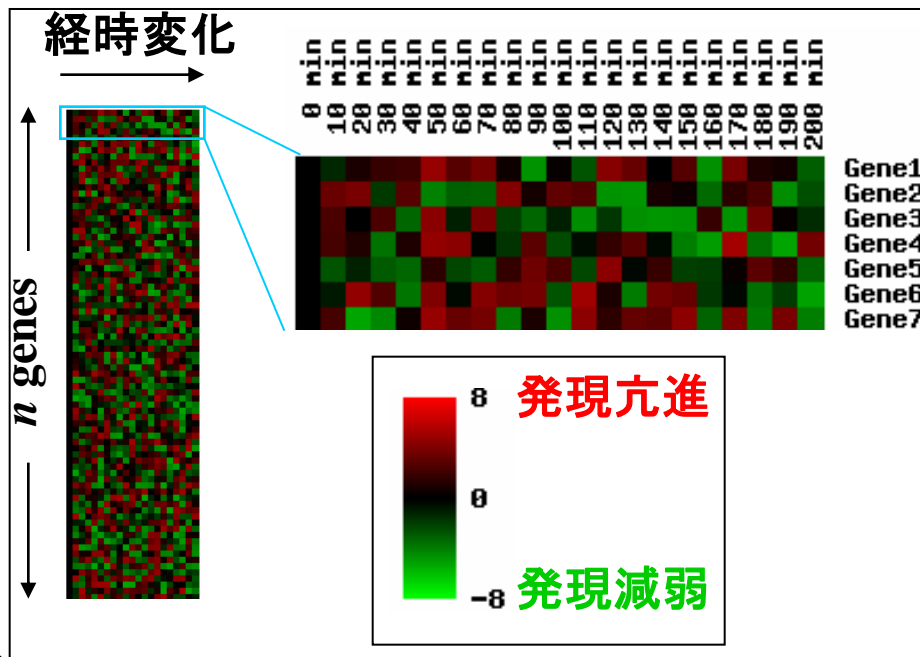 経時変化
n genes
0 min
10 min
20 min
30 min
40 min
50 min
60 min
70 min
80 min
90 min
100 min
110 min
120 min
130 min
140 min
150 min
160 min
170 min
180 min
190 min
200 min
Gene1
Gene2
Gene3
Gene4
Gene5
Gene6
Gene7
8 発現亢進
0
-8 発現減弱